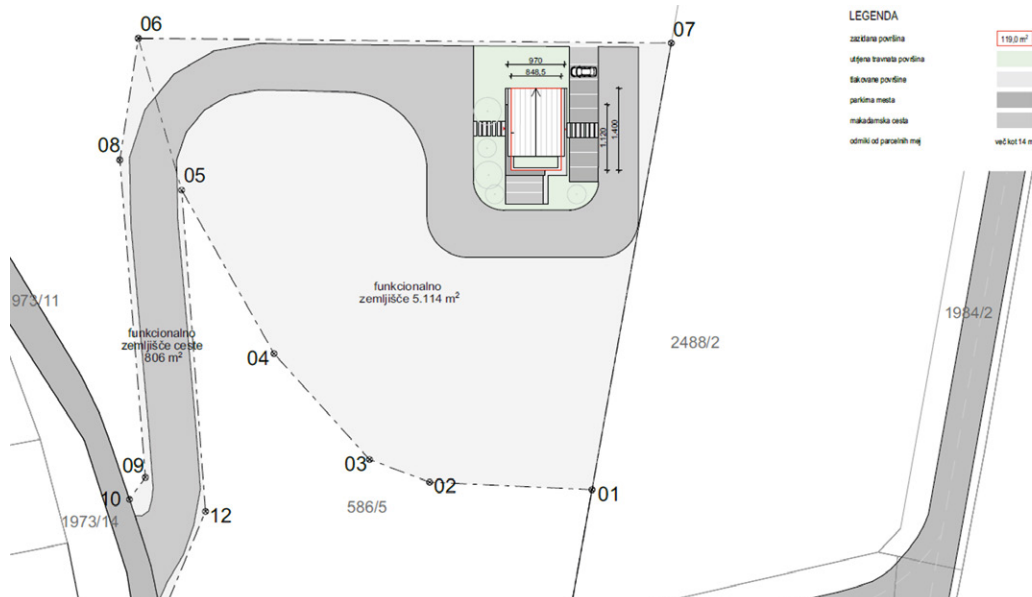 06
07
LEGENDA
zazidana površina
119,0 m²
utrjena travnata površina
tlakovane površine
parkirna mesta
makadamska cesta
odmiki od parcelnih mej
več kot 14 m
970
848,5
1.120
1.400
08
05
funkcionalno
zemljišče 5.114 m²
973/11
1984/2
funkcionalno
zemljišče ceste
806 m²
2488/2
04
03
09
02
01
10
586/5
12
1973/14